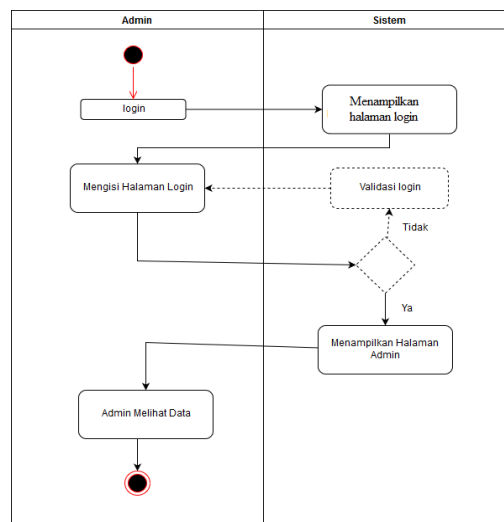 Admin
Sistem
login
Menampilkan
halaman login
Mengisi Halaman Login
Validasi login
Tidak
Ya
Menampilkan Halaman
Admin
Admin Melihat Data